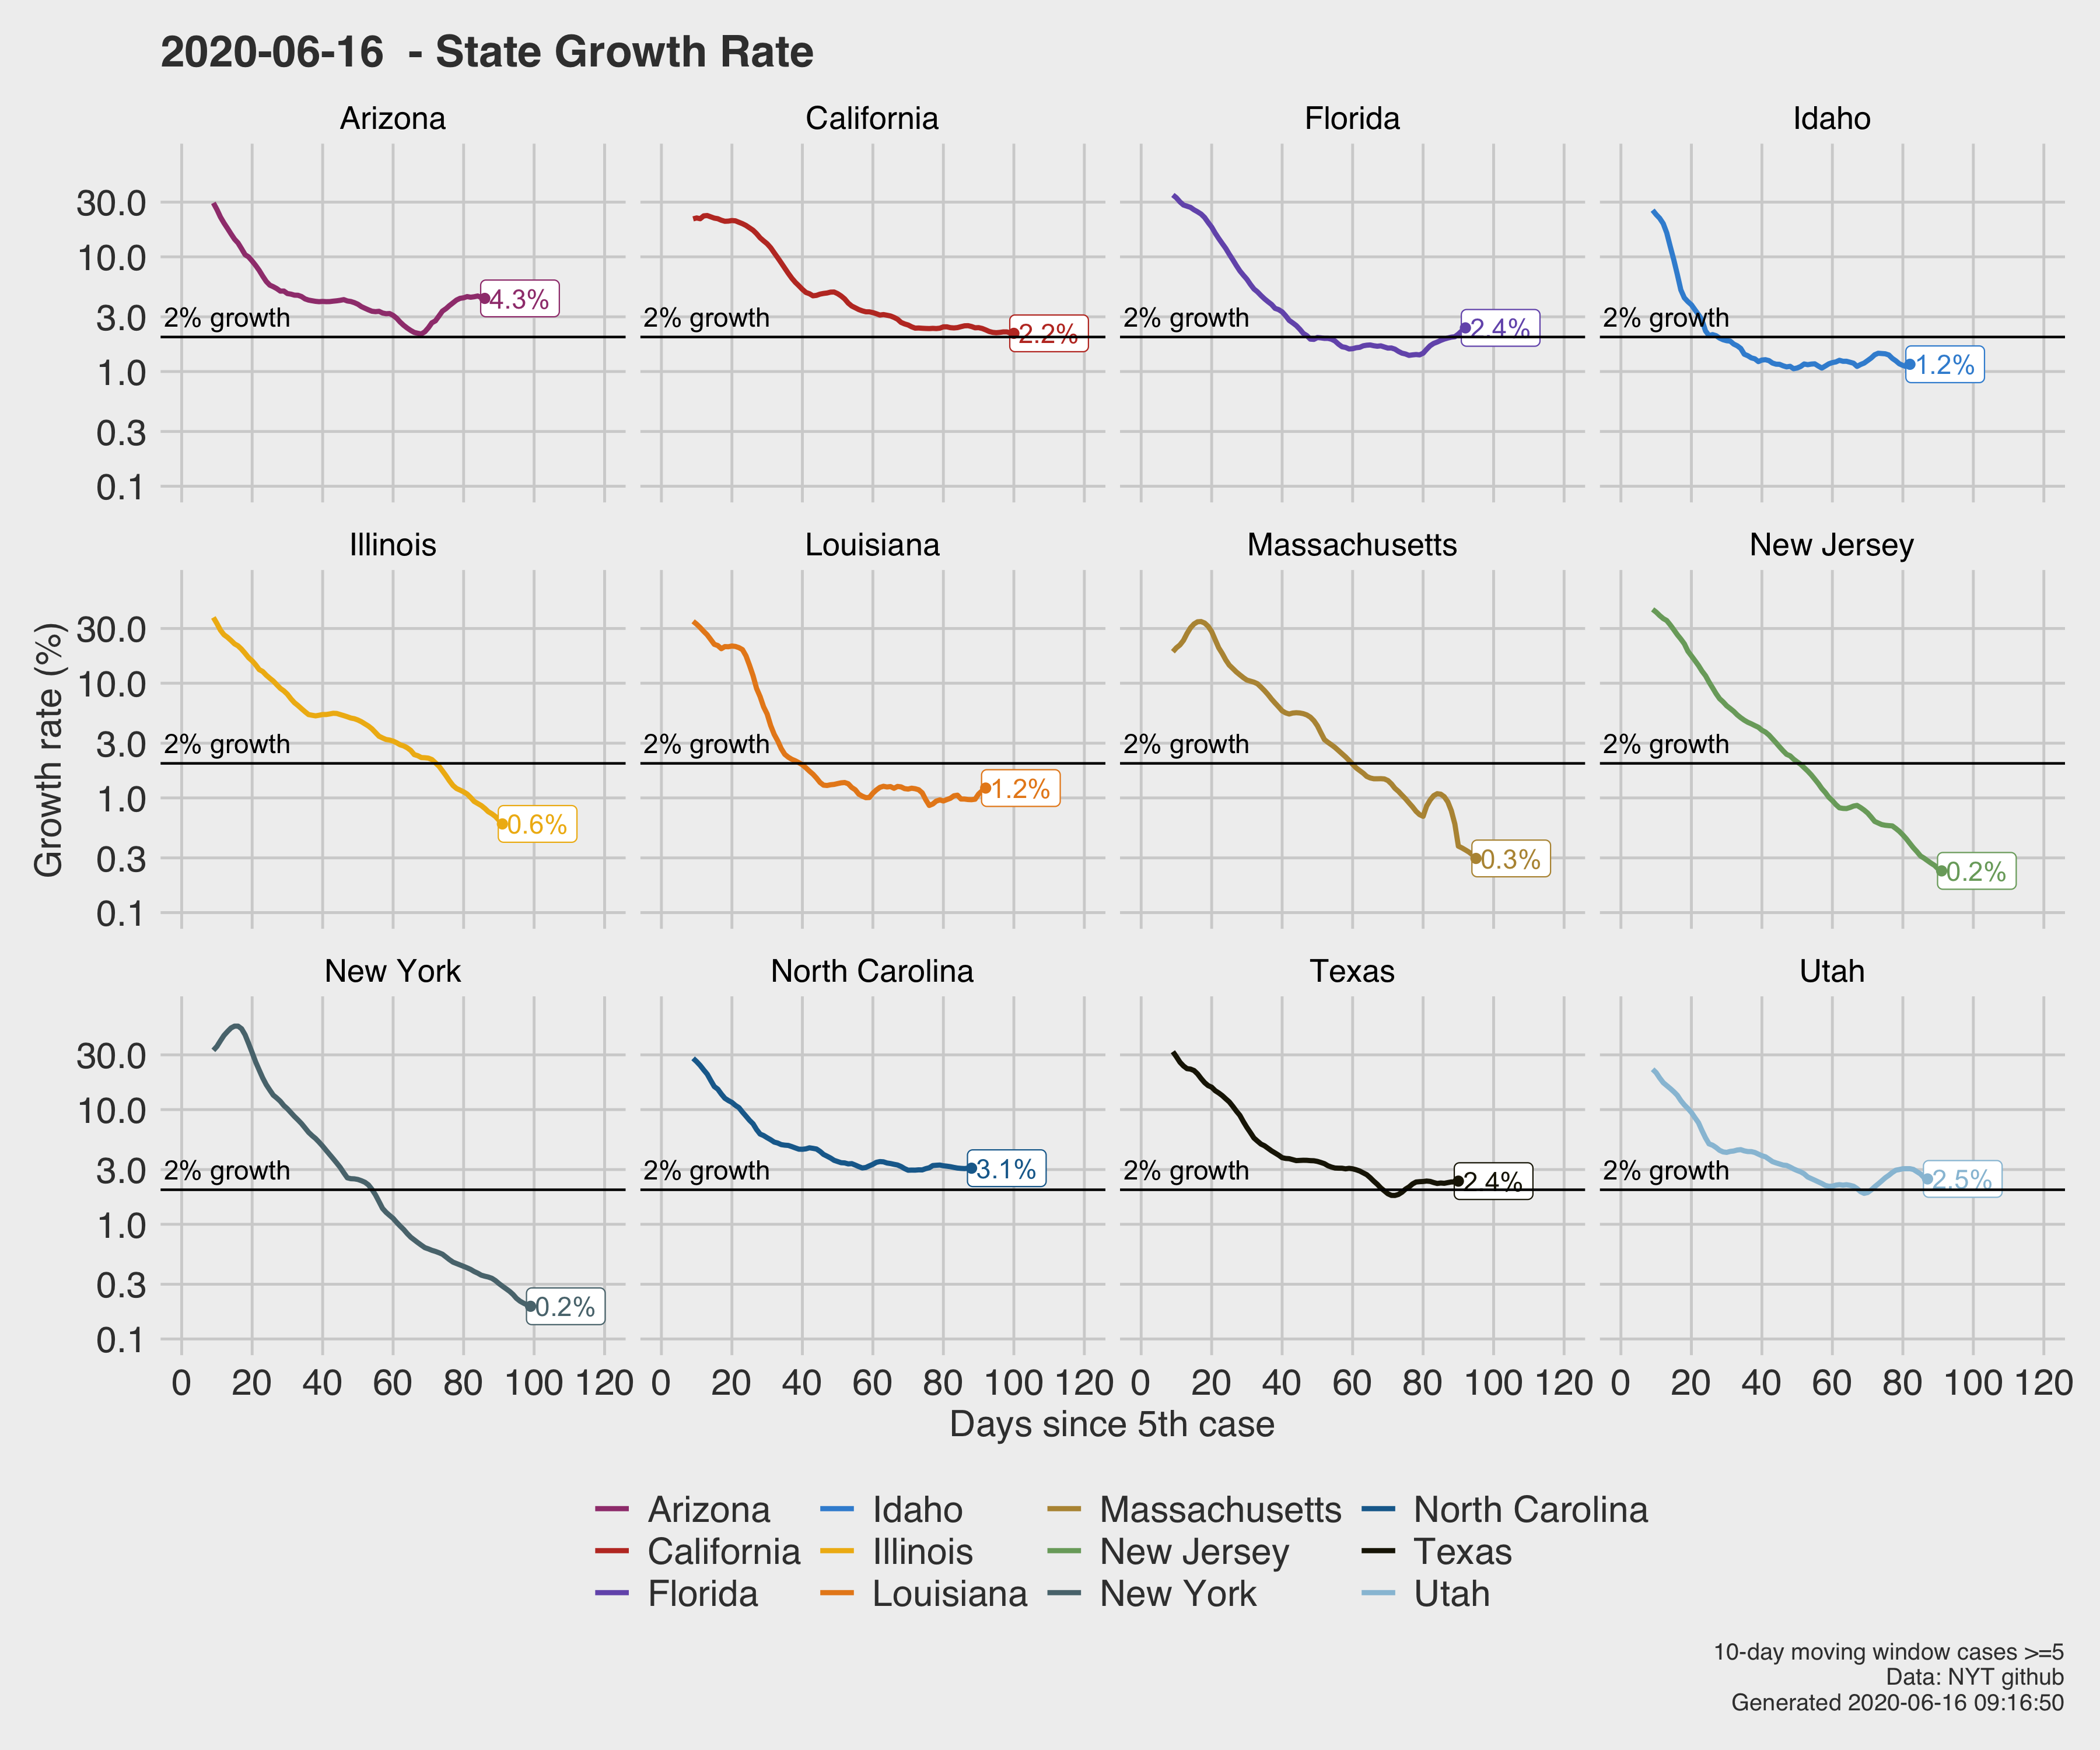 2020-06-16  - State Growth Rate
Arizona
California
Florida
Idaho
30.0
10.0
3.0
1.0
0.3
0.1
2% growth
4.3%
2% growth
2.2%
2% growth
2.4%
2% growth
1.2%
Illinois
Louisiana
Massachusetts
New Jersey
Growth rate (%)
30.0
10.0
3.0
1.0
0.3
0.1
2% growth
0.6%
2% growth
1.2%
2% growth
0.3%
2% growth
0.2%
New York
North Carolina
Texas
Utah
30.0
10.0
3.0
1.0
0.3
0.1
2% growth
0.2%
2% growth
3.1%
2% growth
2.4%
2% growth
2.5%
0 20 40 60 80 100 120 0 20 40 60 80 100 120 0 20 40 60 80 100 120 0 20 40 60 80 100 120
Days since 5th case
Arizona Idaho Massachusetts North Carolina
California Illinois New Jersey Texas
Florida Louisiana New York Utah
10-day moving window cases >=5
Data: NYT github
Generated 2020-06-16 09:16:50